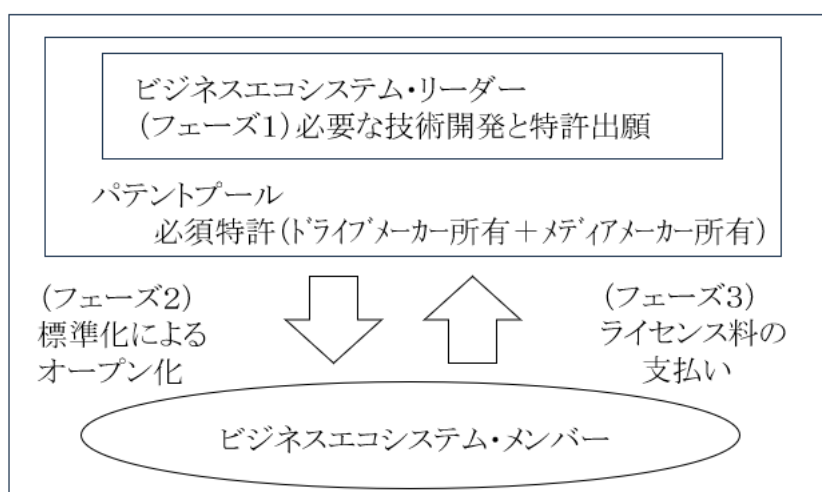 ビジネスエコシステム・リーダー
(フェーズ1)必要な技術開発と特許出願
パテントプール
必須特許(ドライブメーカー所有+メディアメーカー所有)
(フェーズ2)
標準化による
オープン化
(フェーズ3)
ライセンス料の
支払い
ビジネスエコシステム・メンバー